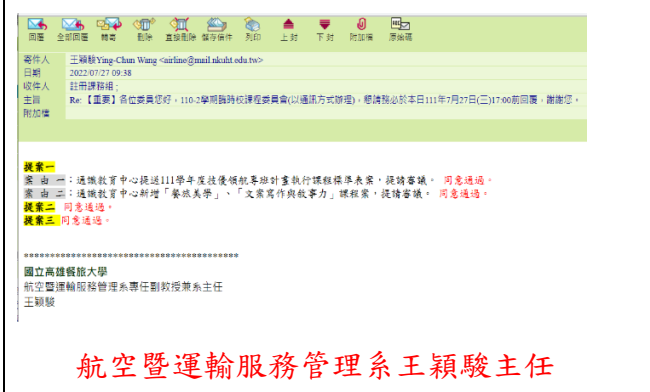 回覆 全部回覆 轉寄 刪除 直接刪除 儲存信件 列印 上封 下封 附加檔 原始碼
寄件人 王穎駿Ying-Chun Wang <airline@mail.nkuht.edu.tw>
日期 2022/07/27 09:38
收件人 註冊課務組 ;
主旨 Re:【重要】各位委員您好，110-2學期臨時校課程委員會(以通訊方式辦理)，懇請務必於本日111年7月27日(三)17:00前回覆，謝謝您。
附加檔
提案一
案 由 一：通識教育中心提送111學年度技優領航專班計畫執行課程標準表案，提請審議。 同意通過。
案 由 二：通識教育中心新增「餐旅美學」、「文案寫作與敘事力」課程案，提請審議。 同意通過。
提案二 同意通過。
提案三 同意通過。
******************************************
國立高雄餐旅大學
航空暨運輸服務管理系專任副教授兼系主任
王穎駿
航空暨運輸服務管理系王穎駿主任